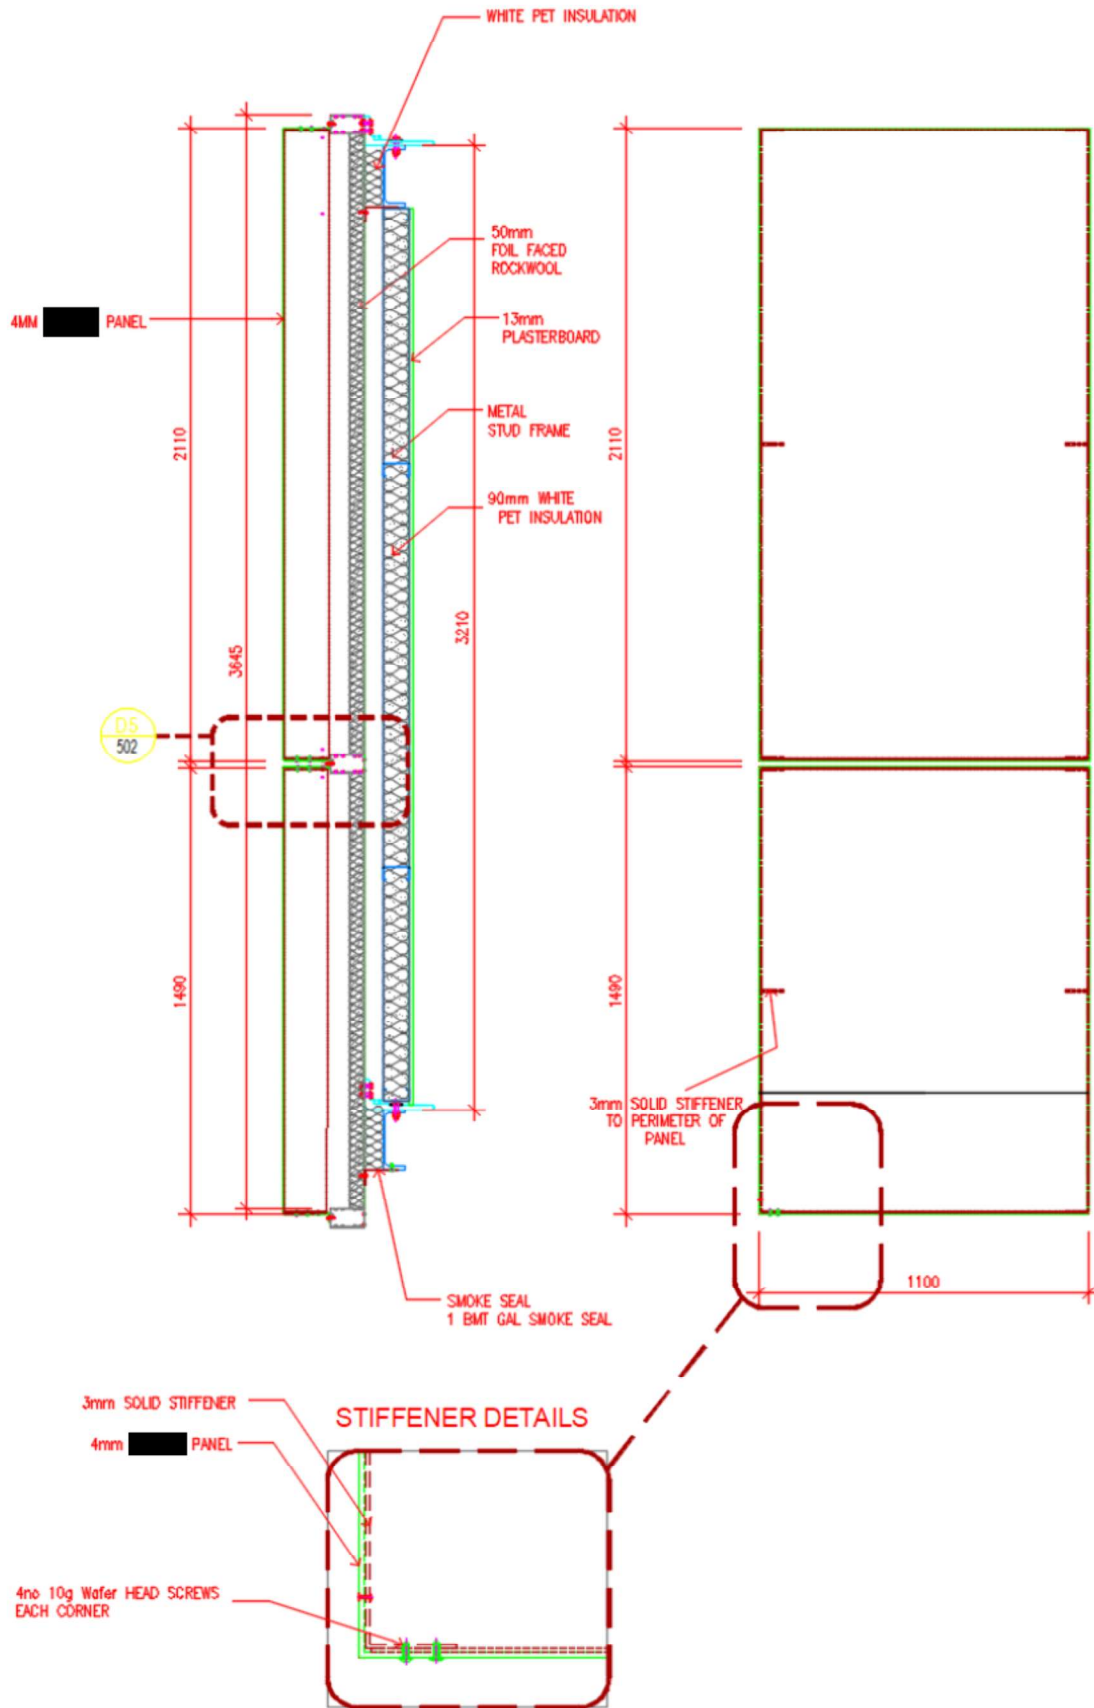 WHITE PET INSULATION
50mm
FOIL FACED
ROCKWOOL
4MM PANEL
13mm
PLASTERBOARD
METAL
STUD FRAME
90mm WHITE
PET INSULATION
2110
3645
3210
2110
D5
502
1490
1490
3mm SOLID STIFFENER
TO PERIMETER OF
PANEL
1100
SMOKE SEAL
1 BMT GAL SMOKE SEAL
3mm SOLID STIFFENER
STIFFENER DETAILS
4mm PANEL
4no 10g Wafer HEAD SCREWS
EACH CORNER